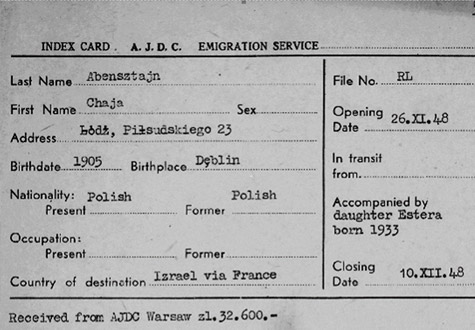 INDEX CARD . A. J. D. C. EMIGRATION SERVICE
Last Name Abensztajn
First Name Chaja Sex
Address Łódź, Piłsudskiego 23
Birthdate 1905 Birthplace Dęblin
Nationality: Polish Polish
Present Former
Occupation:
Present Former
Country of destination Izrael via France
File No. RL
Opening
Date 26.XI.48
In transit
from
Accompanied by
daughter Estera
born 1933
Closing
Date 10.XII.48
Received from AJDC Warsaw zl.32.600.-